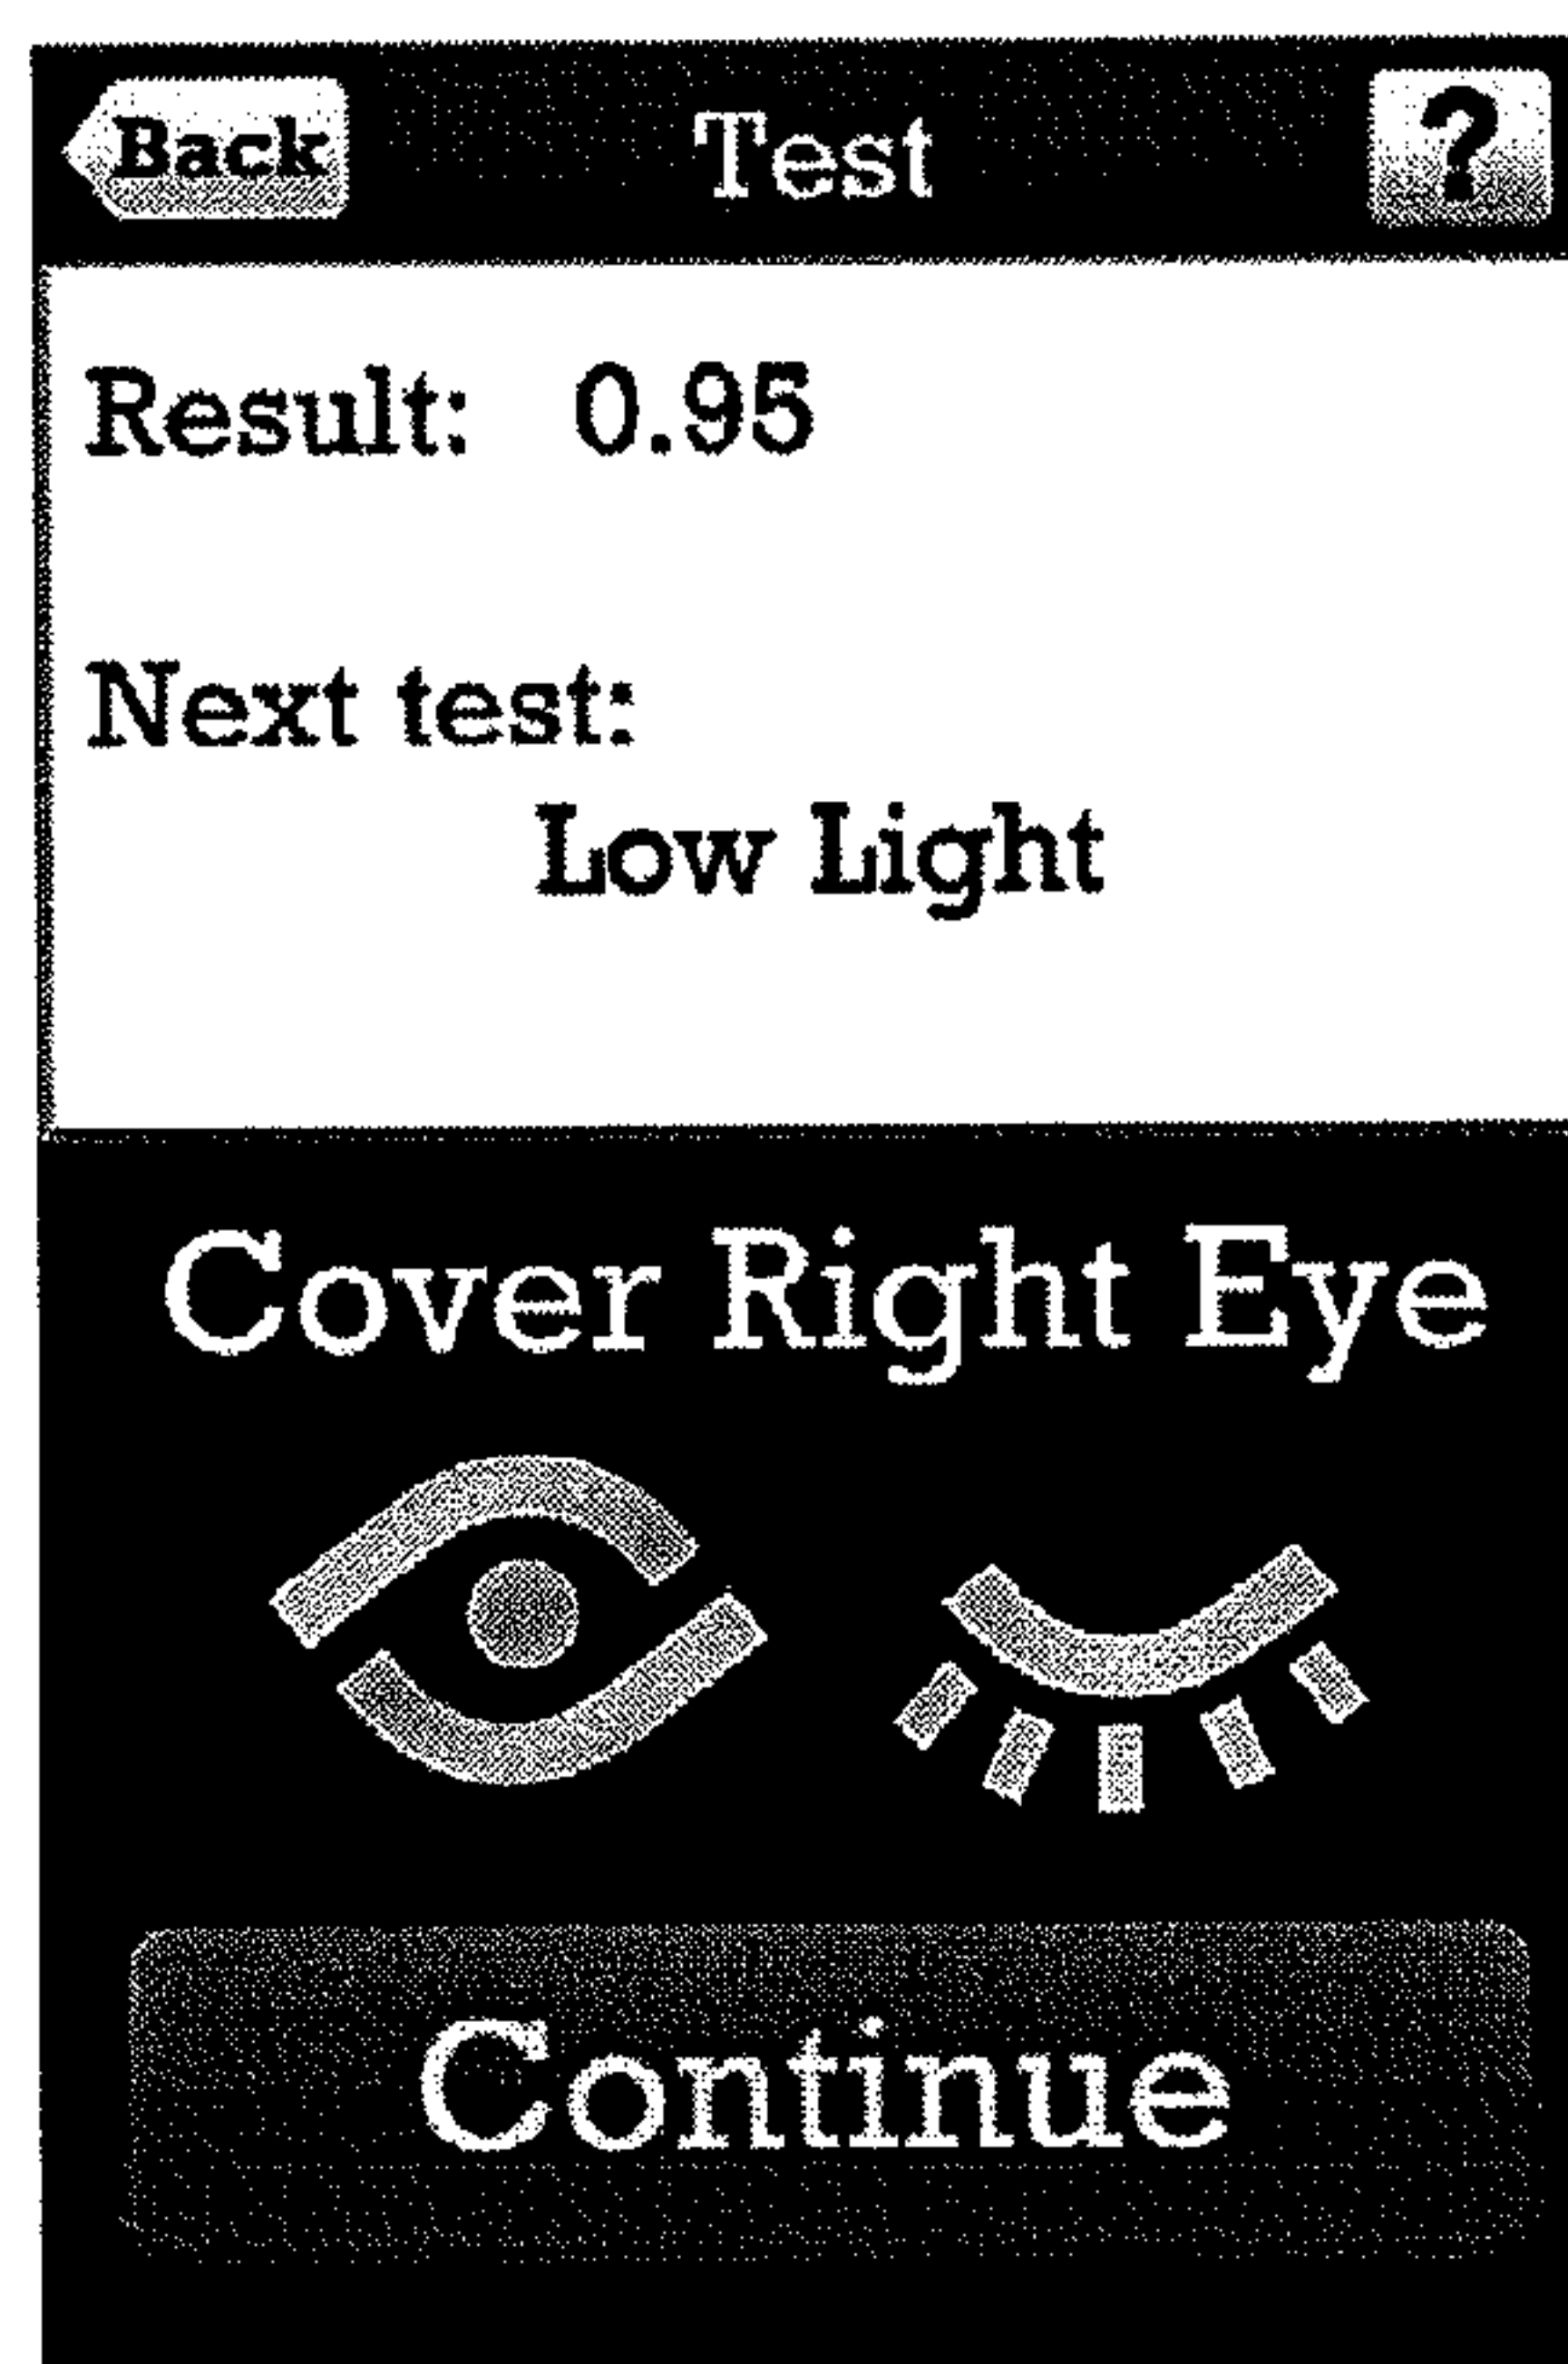 Back Test ?
Result: 0.95
Next test:
Low Light
Cover Right Eye
Continue